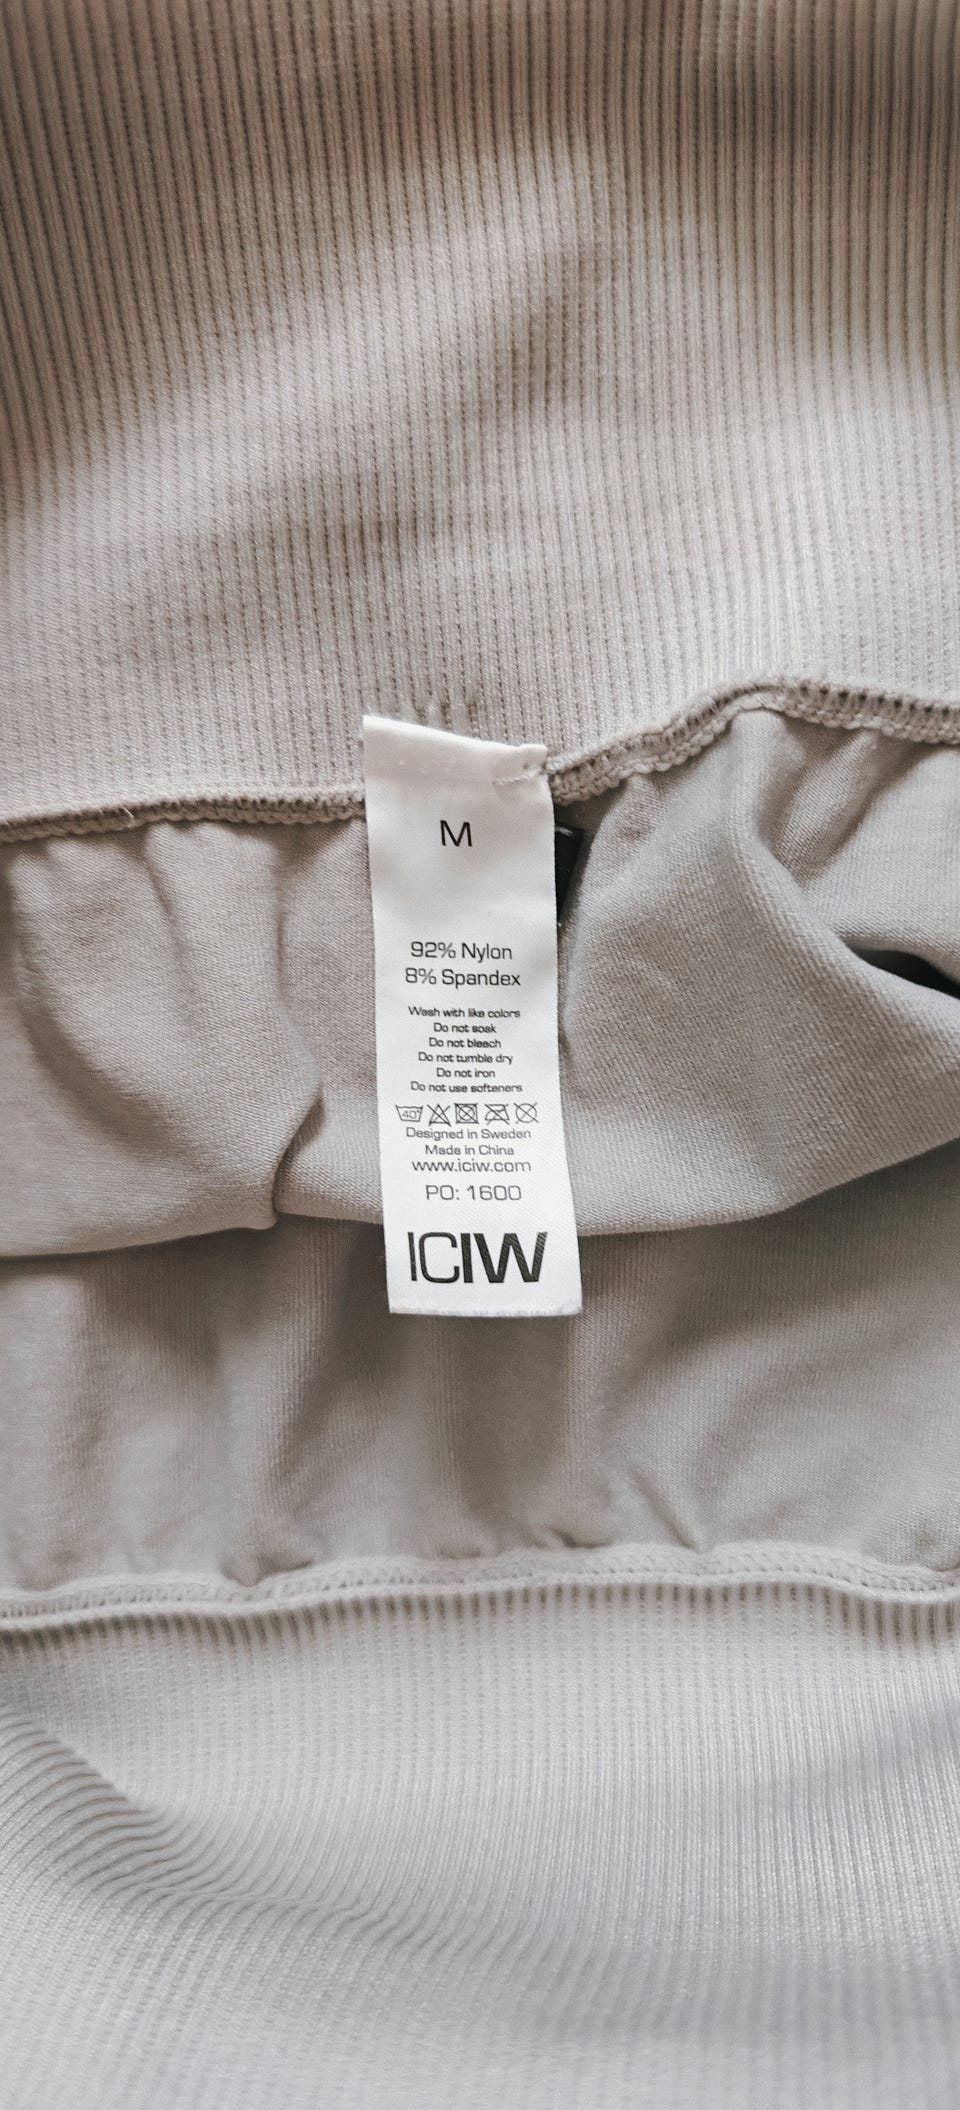 M
92% Nylon
8% Spandex
Wash with like colors
Do not soak
Do not bleach
Do not tumble dry
Do not iron
Do not use softeners
40°
Designed in Sweden
Made in China
www.iciw.com
PO: 1600
ICIW